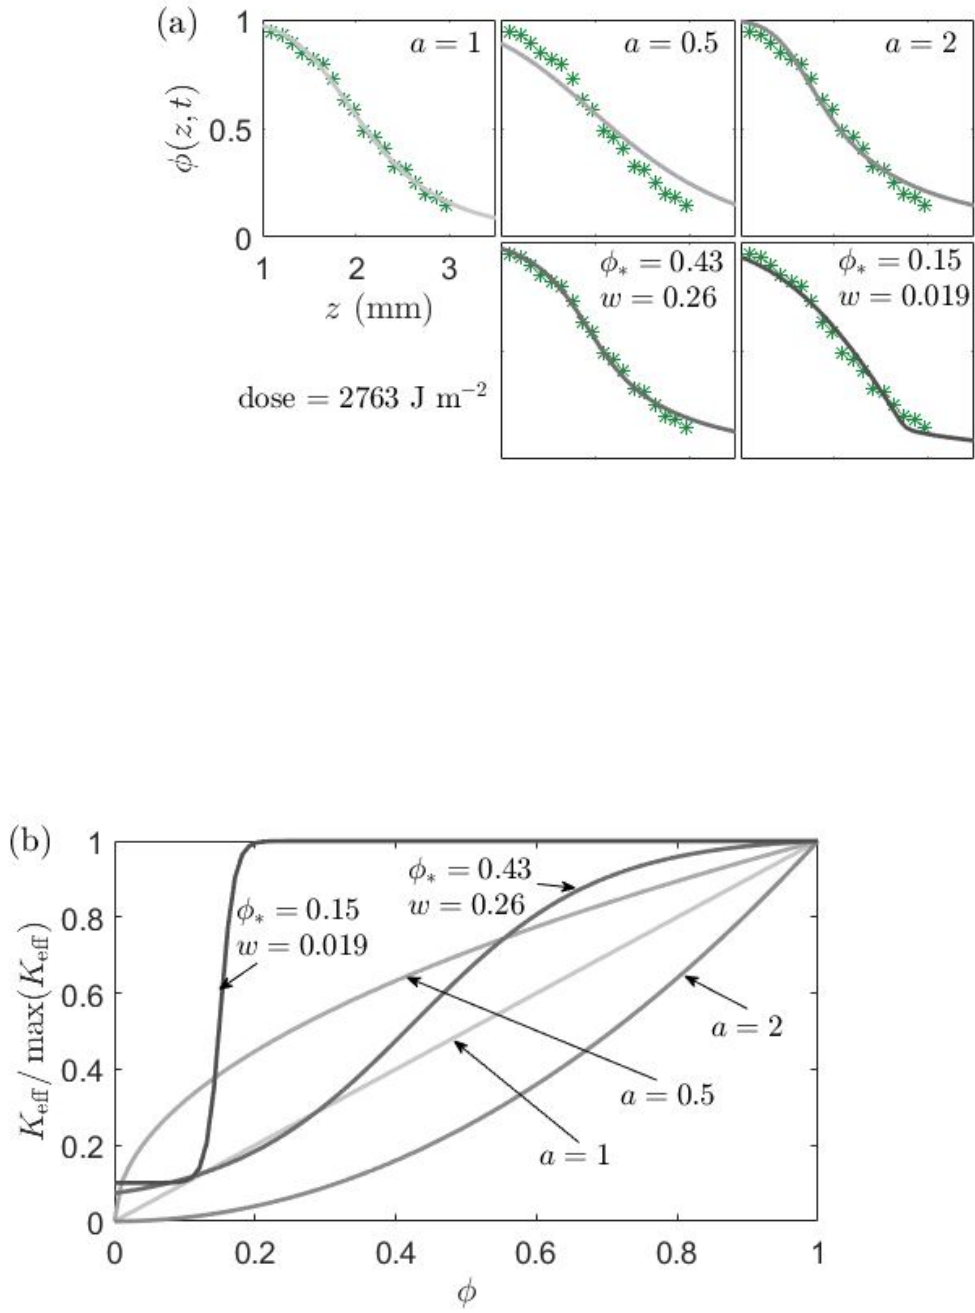 (a)
1
0.5
0
ϕ(z, t)
a = 1
a = 0.5
a = 2
1
2
3
z (mm)
ϕ* = 0.43
w = 0.26
ϕ* = 0.15
w = 0.019
dose = 2763 J m⁻²
(b)
1
0.8
0.6
0.4
0.2
0
K_eff / max(K_eff)
ϕ* = 0.15
w = 0.019
ϕ* = 0.43
w = 0.26
a = 2
a = 0.5
a = 1
0
0.2
0.4
0.6
0.8
1
ϕ